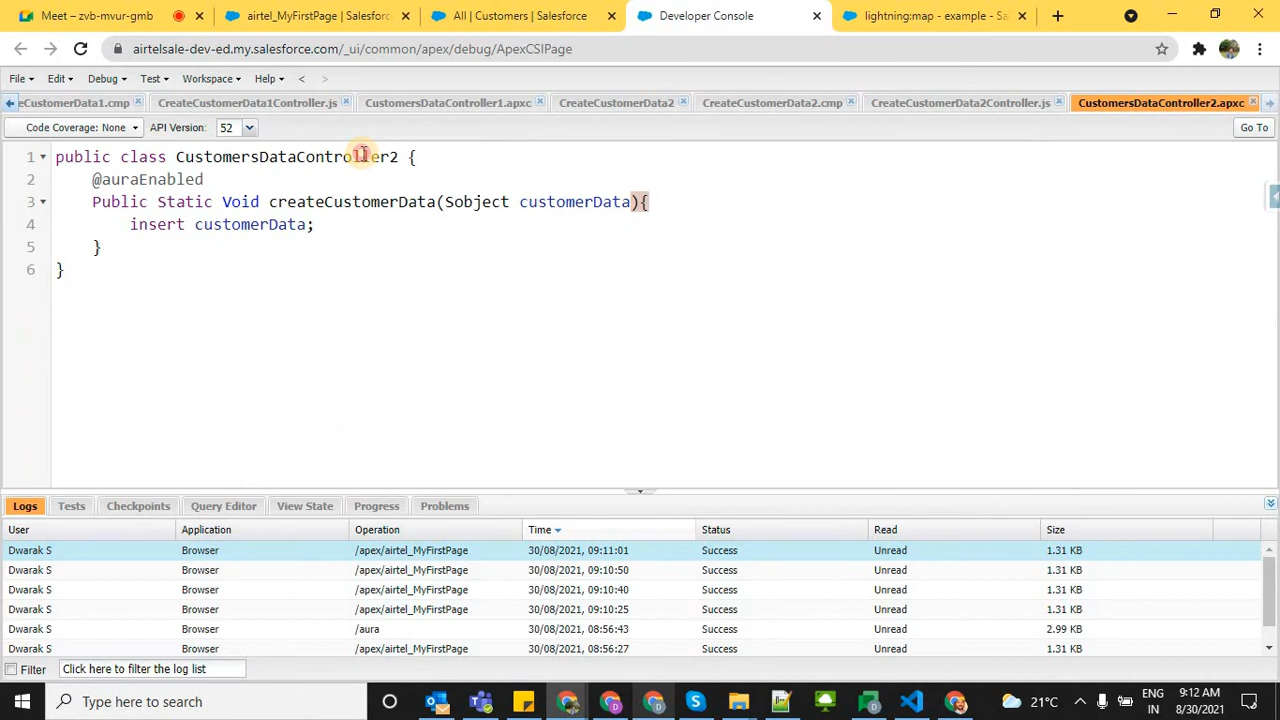 Meet – zvb-mvur-gmb
airtel_MyFirstPage | Salesforc
All | Customers | Salesforce
Developer Console
lightning:map - example - Sa
airtelsale-dev-ed.my.salesforce.com/_ui/common/apex/debug/ApexCSIPage
File Edit Debug Test Workspace Help < >
eCustomerData1.cmp CreateCustomerData1Controller.js CustomersDataController1.apxc CreateCustomerData2 CreateCustomerData2.cmp CreateCustomerData2Controller.js CustomersDataController2.apxc
Code Coverage: None API Version: 52 Go To
1 public class CustomersDataController2 {
2 @auraEnabled
3 Public Static Void createCustomerData(Sobject customerData){
4 insert customerData;
5 }
6 }
Logs Tests Checkpoints Query Editor View State Progress Problems
User Application Operation Time Status Read Size
Dwarak S Browser /apex/airtel_MyFirstPage 30/08/2021, 09:11:01 Success Unread 1.31 KB
Dwarak S Browser /apex/airtel_MyFirstPage 30/08/2021, 09:10:50 Success Unread 1.31 KB
Dwarak S Browser /apex/airtel_MyFirstPage 30/08/2021, 09:10:40 Success Unread 1.31 KB
Dwarak S Browser /apex/airtel_MyFirstPage 30/08/2021, 09:10:25 Success Unread 1.31 KB
Dwarak S Browser /aura 30/08/2021, 08:56:43 Success Unread 2.99 KB
Dwarak S Browser /apex/airtel_MyFirstPage 30/08/2021, 08:56:27 Success Unread 1.31 KB
Filter Click here to filter the log list
Type here to search
21°C
ENG
IN
9:12 AM
8/30/2021